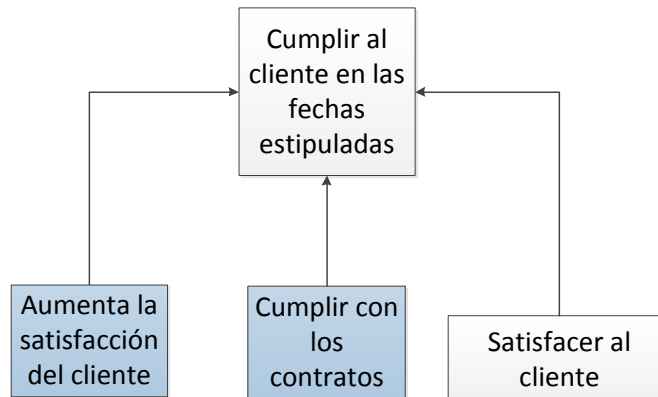 Cumplir al
cliente en las
fechas
estipuladas
Aumenta la
satisfacción
del cliente
Cumplir con
los
contratos
Satisfacer al
cliente